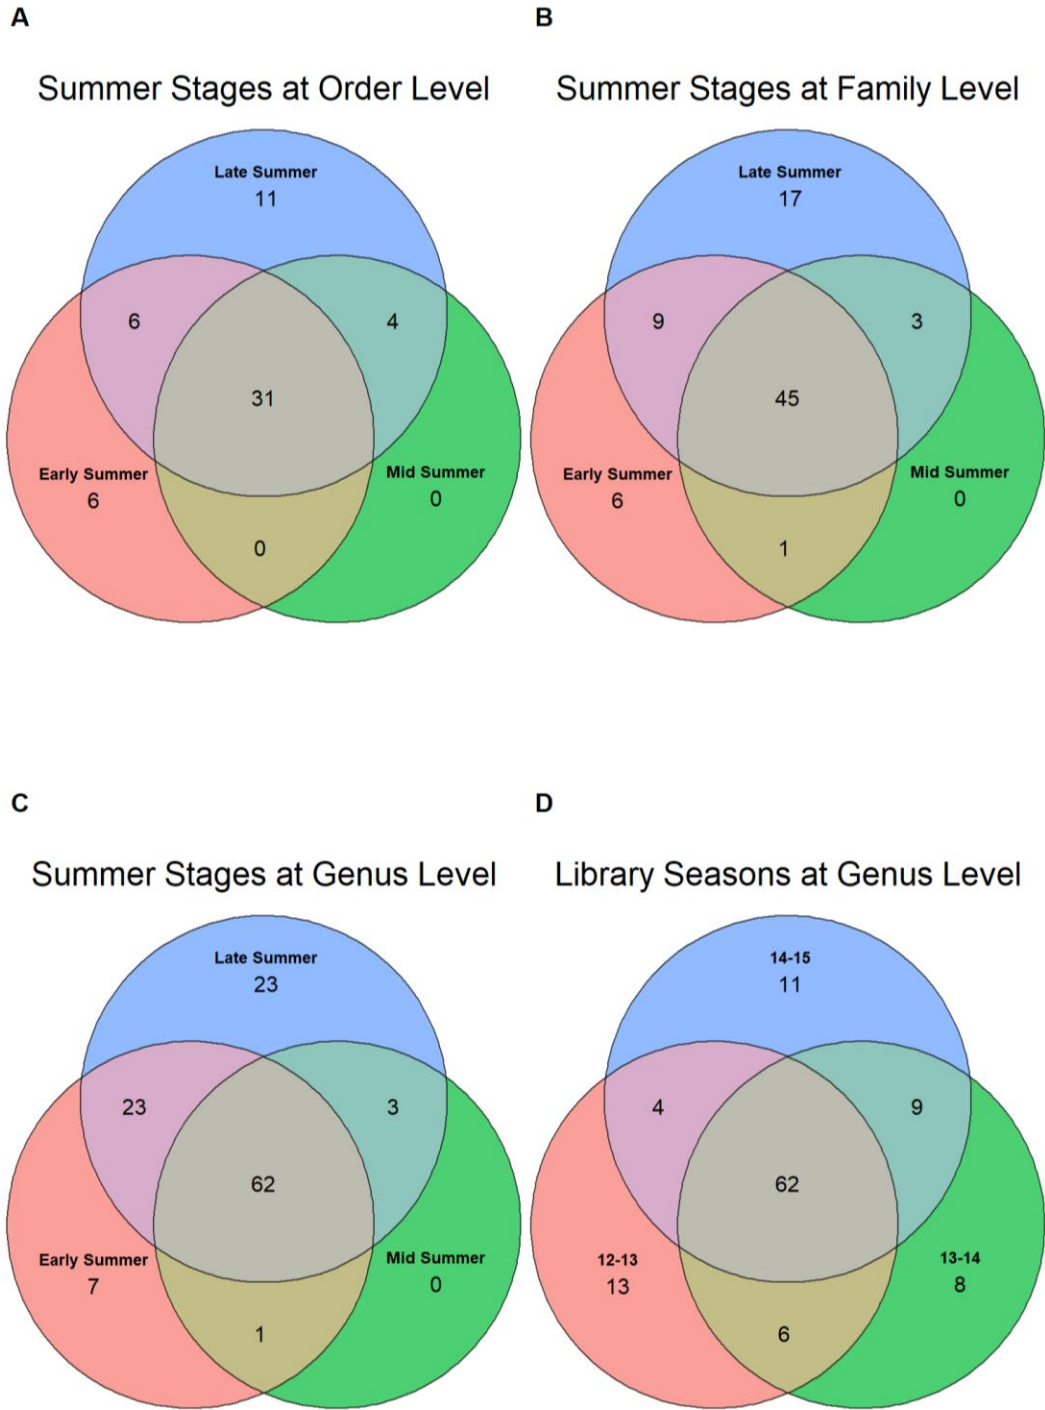 A
B
Summer Stages at Order Level
Summer Stages at Family Level
Late Summer
11
6
4
31
Early Summer
6
Mid Summer
0
0
Late Summer
17
9
3
45
Early Summer
6
Mid Summer
0
1
C
D
Summer Stages at Genus Level
Library Seasons at Genus Level
Late Summer
23
23
3
62
Early Summer
7
Mid Summer
0
1
14-15
11
4
9
62
12-13
13
13-14
8
6